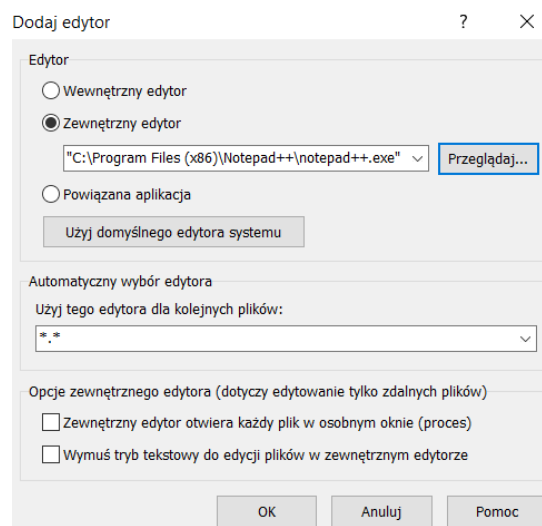 Dodaj edytor
?
Edytor
Wewnętrzny edytor
Zewnętrzny edytor
"C:\Program Files (x86)\Notepad++\notepad++.exe"
Przeglądaj...
Powiązana aplikacja
Użyj domyślnego edytora systemu
Automatyczny wybór edytora
Użyj tego edytora dla kolejnych plików:
*.*
Opcje zewnętrznego edytora (dotyczy edytowanie tylko zdalnych plików)
Zewnętrzny edytor otwiera każdy plik w osobnym oknie (proces)
Wymuś tryb tekstowy do edycji plików w zewnętrznym edytorze
OK
Anuluj
Pomoc